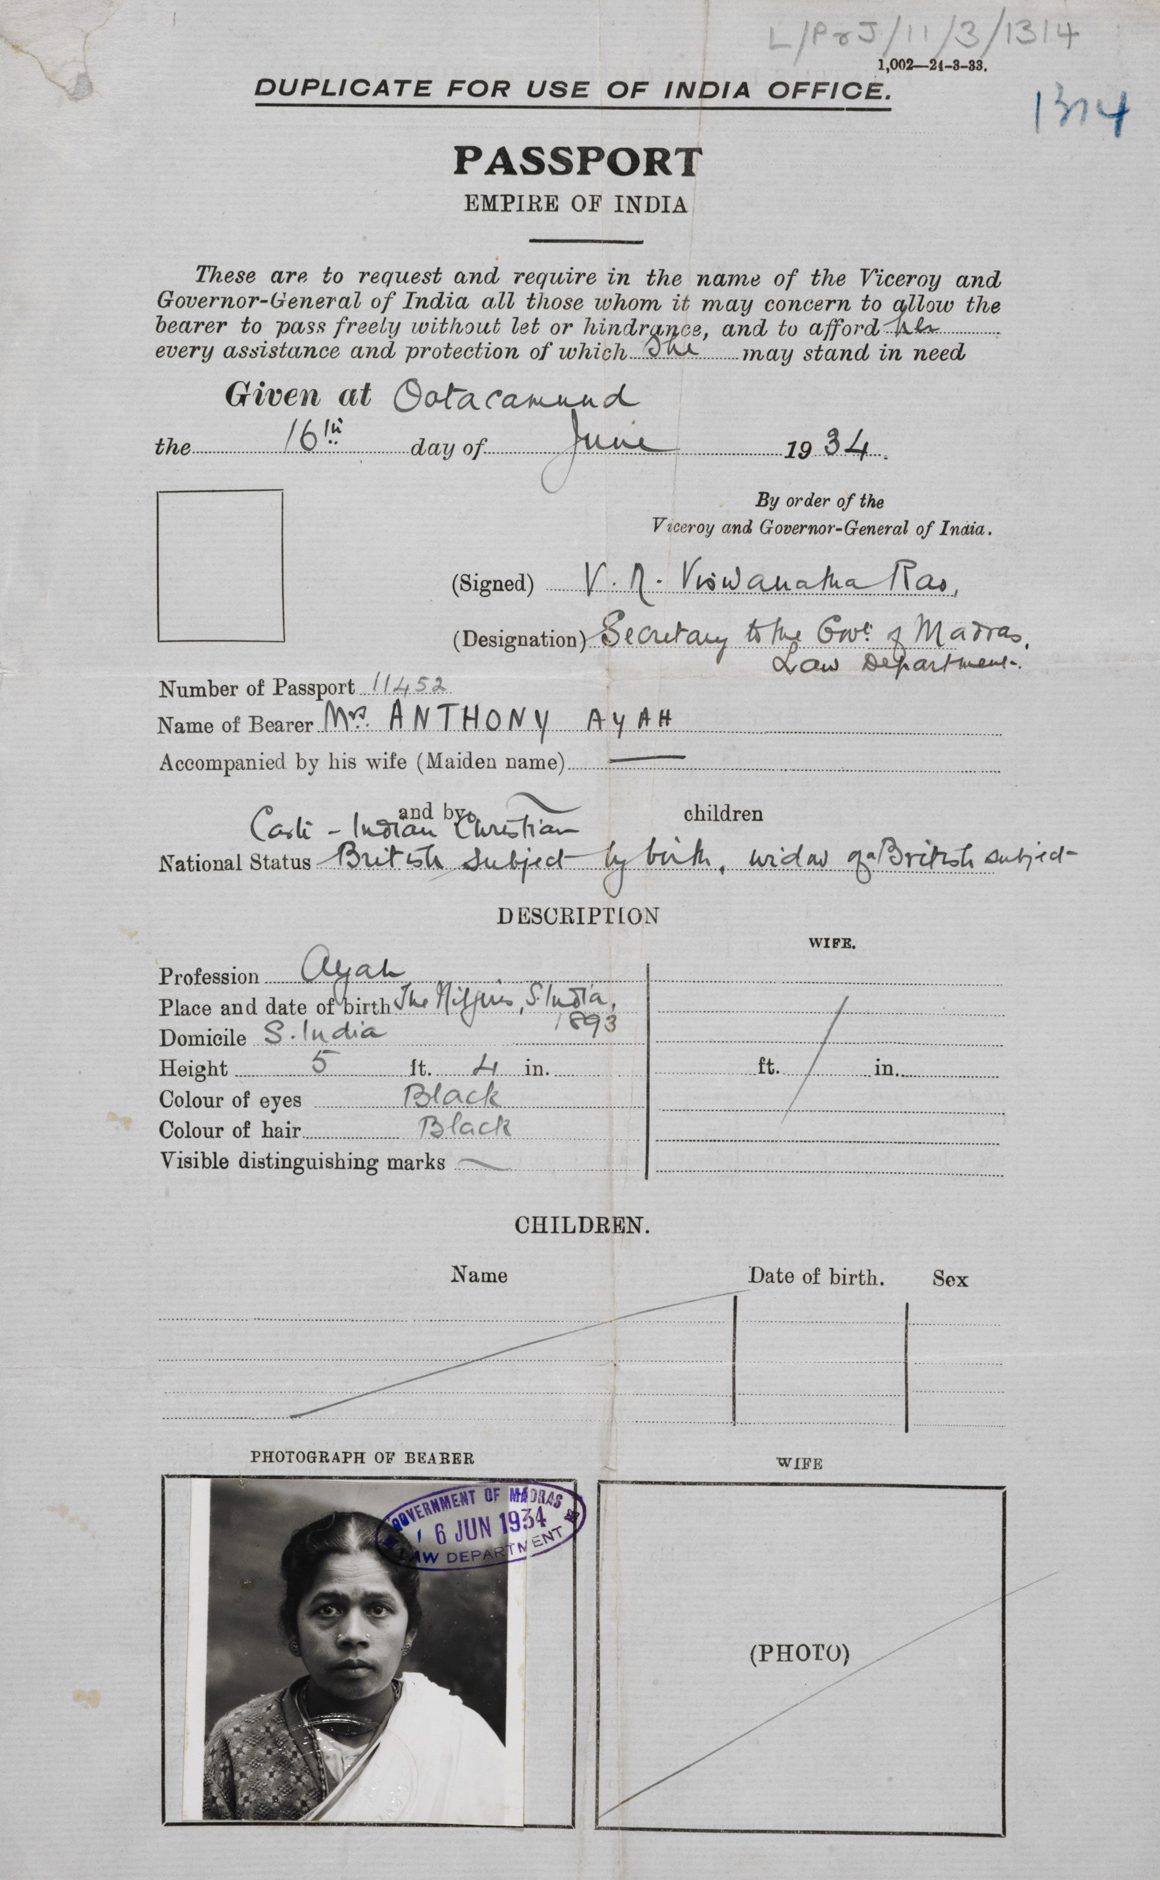 L/P&J/11/3/1314
1,002—24-3-33.
DUPLICATE FOR USE OF INDIA OFFICE.
1314
PASSPORT
EMPIRE OF INDIA
These are to request and require in the name of the Viceroy and
Governor-General of India all those whom it may concern to allow the
bearer to pass freely without let or hindrance, and to afford her
every assistance and protection of which She may stand in need
Given at Ootacamund
the 16th day of June 1934.
By order of the
Viceroy and Governor-General of India.
(Signed) V. N. Viswanatha Rao,
(Designation) Secretary to the Govt. of Madras,
Law Department.
Number of Passport 11452
Name of Bearer Mrs. ANTHONY AYAH
Accompanied by his wife (Maiden name) —
and by — children
Caste - Indian Christian
National Status British subject by birth, widow of a British subject
DESCRIPTION
WIFE.
Profession Ayah
Place and date of birth The Nilgiris, S. India,
1893
Domicile S. India
Height 5 ft. 4 in. ft. in.
Colour of eyes Black
Colour of hair Black
Visible distinguishing marks —
CHILDREN.
Name Date of birth. Sex
PHOTOGRAPH OF BEARER WIFE
GOVERNMENT OF MADRAS
16 JUN 1934
LAW DEPARTMENT
(PHOTO)